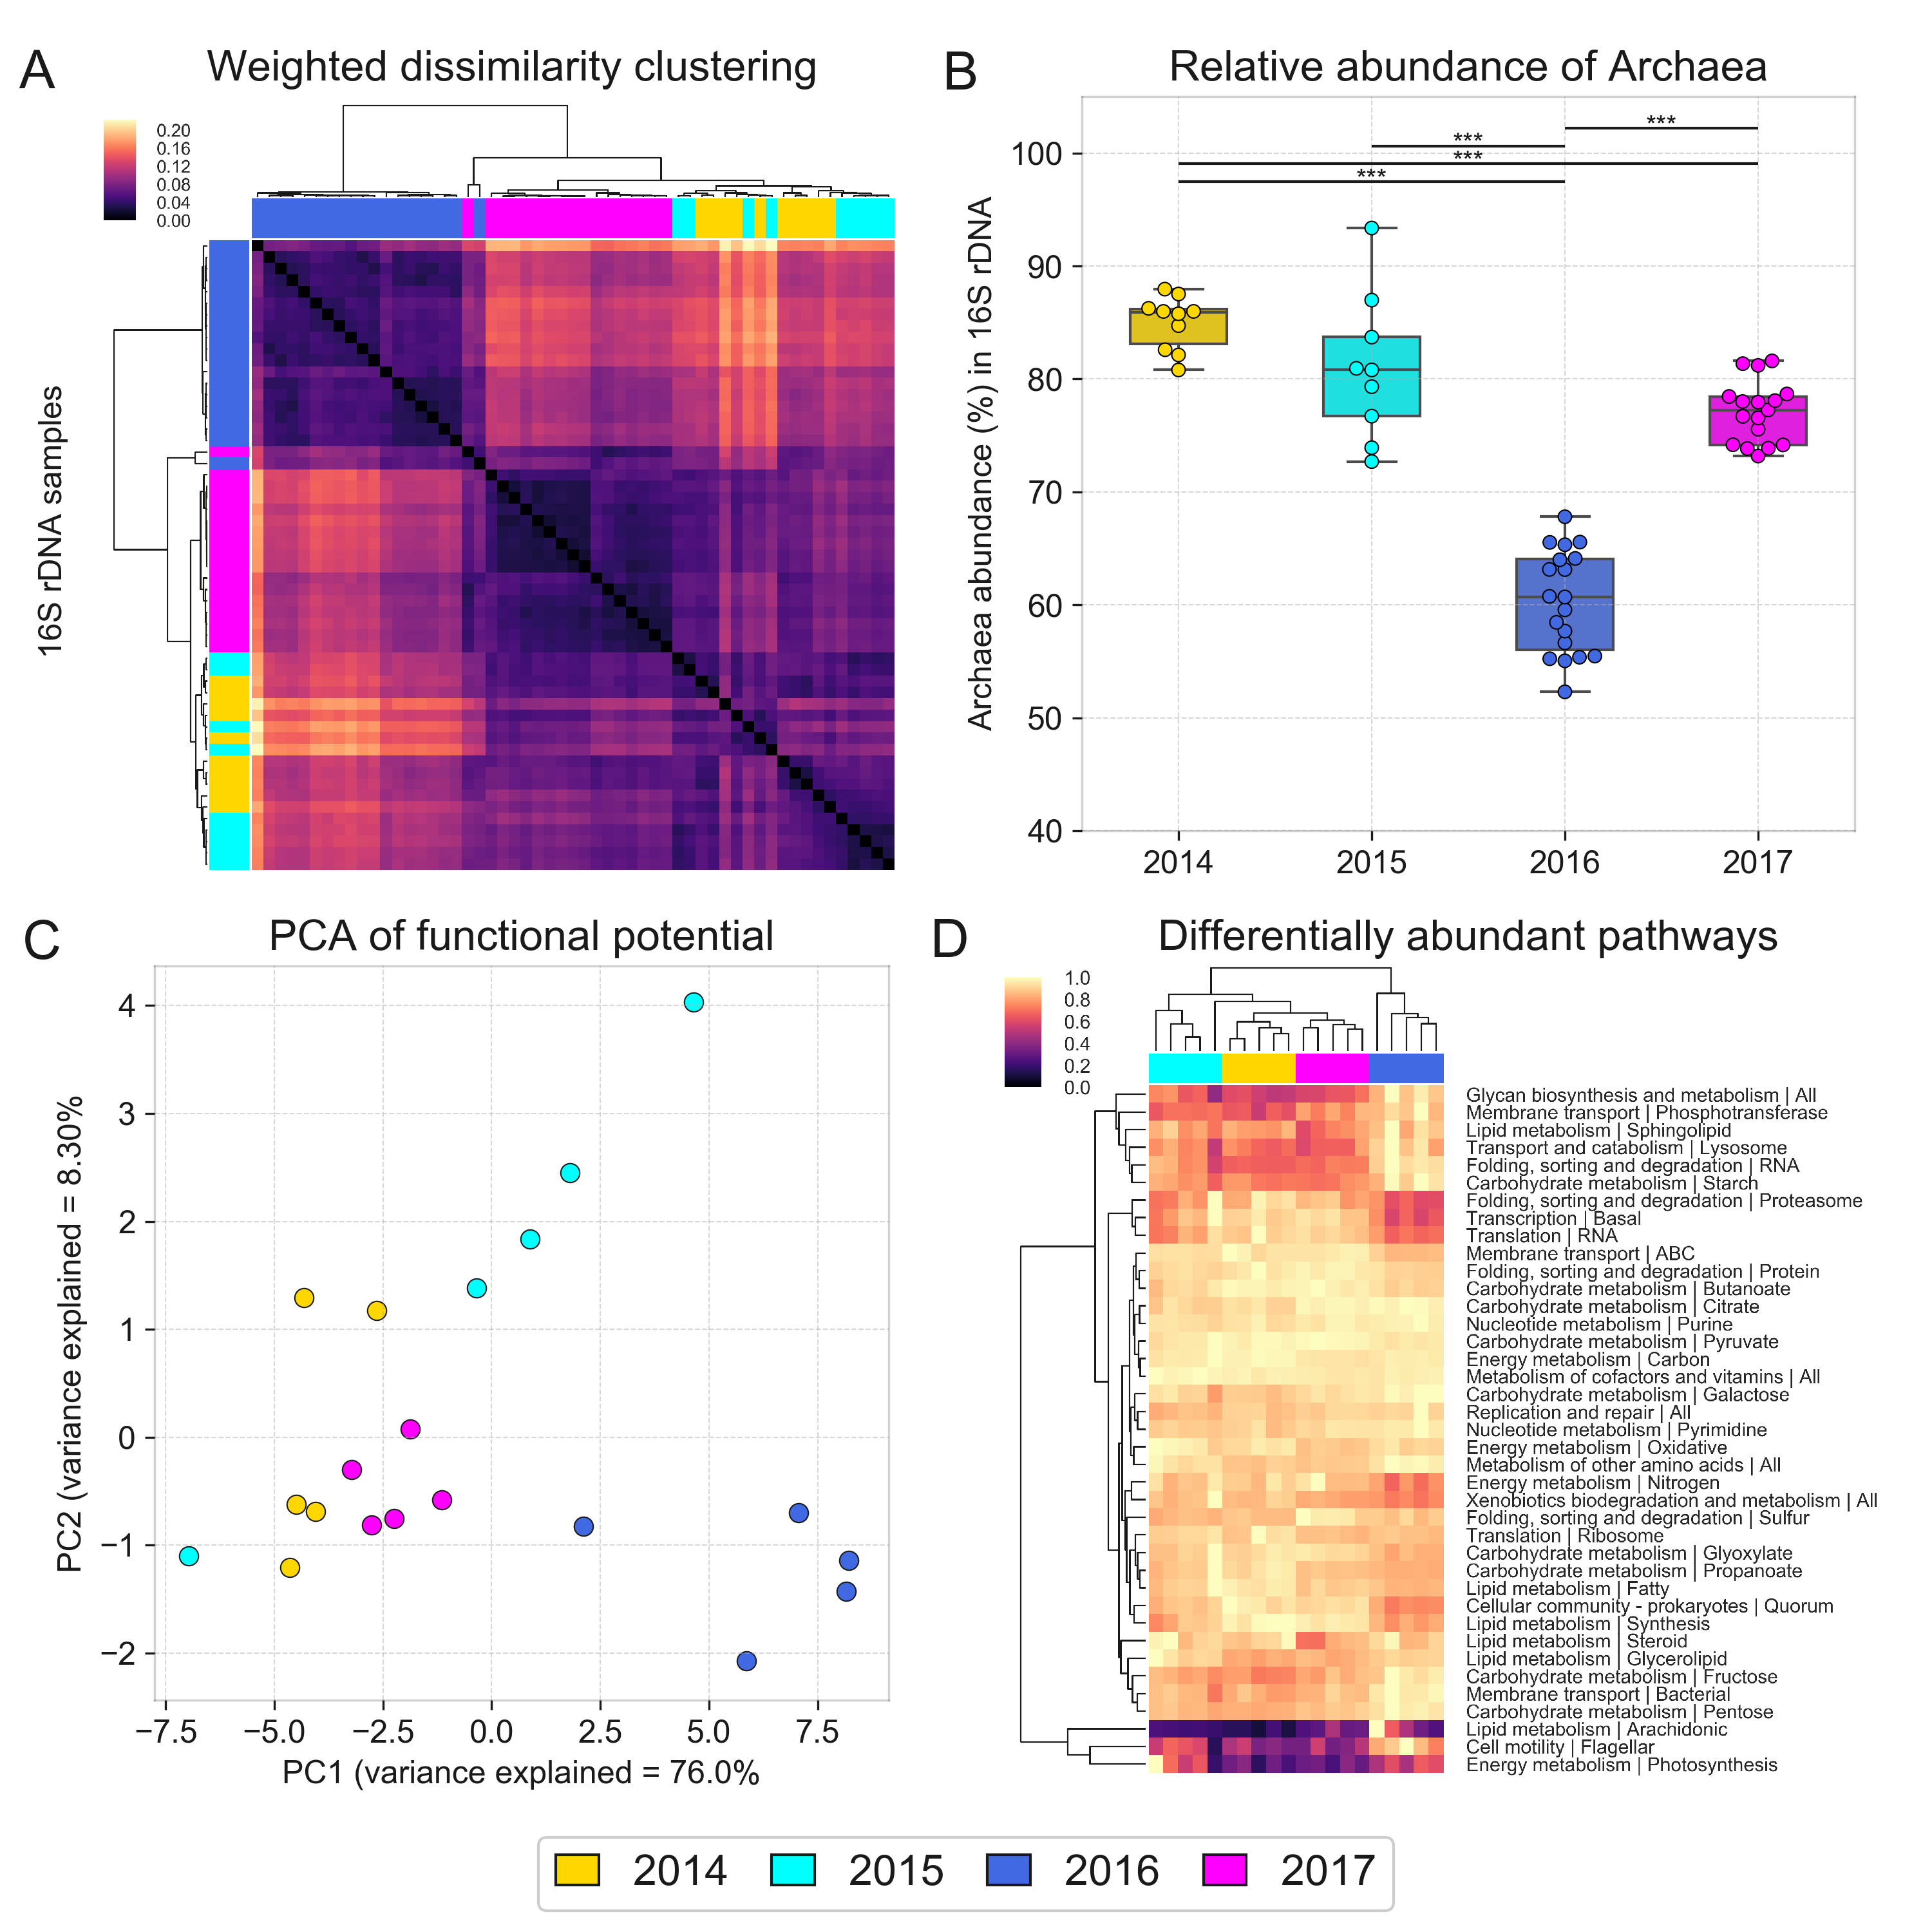 A
Weighted dissimilarity clustering
0.20
0.16
0.12
0.08
0.04
0.00
16S rDNA samples
B
Relative abundance of Archaea
Archaea abundance (%) in 16S rDNA
100
90
80
70
60
50
40
***
***
***
***
2014
2015
2016
2017
C
PCA of functional potential
PC2 (variance explained = 8.30%
4
3
2
1
0
−1
−2
−7.5
−5.0
−2.5
0.0
2.5
5.0
7.5
PC1 (variance explained = 76.0%
D
Differentially abundant pathways
1.0
0.8
0.6
0.4
0.2
0.0
Glycan biosynthesis and metabolism | All
Membrane transport | Phosphotransferase
Lipid metabolism | Sphingolipid
Transport and catabolism | Lysosome
Folding, sorting and degradation | RNA
Carbohydrate metabolism | Starch
Folding, sorting and degradation | Proteasome
Transcription | Basal
Translation | RNA
Membrane transport | ABC
Folding, sorting and degradation | Protein
Carbohydrate metabolism | Butanoate
Carbohydrate metabolism | Citrate
Nucleotide metabolism | Purine
Carbohydrate metabolism | Pyruvate
Energy metabolism | Carbon
Metabolism of cofactors and vitamins | All
Carbohydrate metabolism | Galactose
Replication and repair | All
Nucleotide metabolism | Pyrimidine
Energy metabolism | Oxidative
Metabolism of other amino acids | All
Energy metabolism | Nitrogen
Xenobiotics biodegradation and metabolism | All
Folding, sorting and degradation | Sulfur
Translation | Ribosome
Carbohydrate metabolism | Glyoxylate
Carbohydrate metabolism | Propanoate
Lipid metabolism | Fatty
Cellular community - prokaryotes | Quorum
Lipid metabolism | Synthesis
Lipid metabolism | Steroid
Lipid metabolism | Glycerolipid
Carbohydrate metabolism | Fructose
Membrane transport | Bacterial
Carbohydrate metabolism | Pentose
Lipid metabolism | Arachidonic
Cell motility | Flagellar
Energy metabolism | Photosynthesis
2014
2015
2016
2017